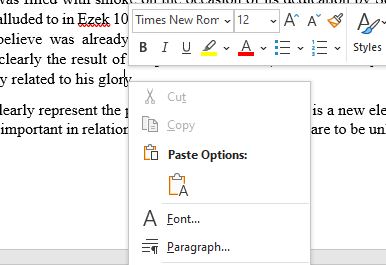 was filled with smoke on the occasion of its dedication by
alluded to in Ezek 10
Times New Rom
12
believe was already
B I U A Styles
clearly the result of
y related to his glory
Cut
Copy
Paste Options:
learly represent the p is a new ele
important in relation are to be un
A Font...
Paragraph...